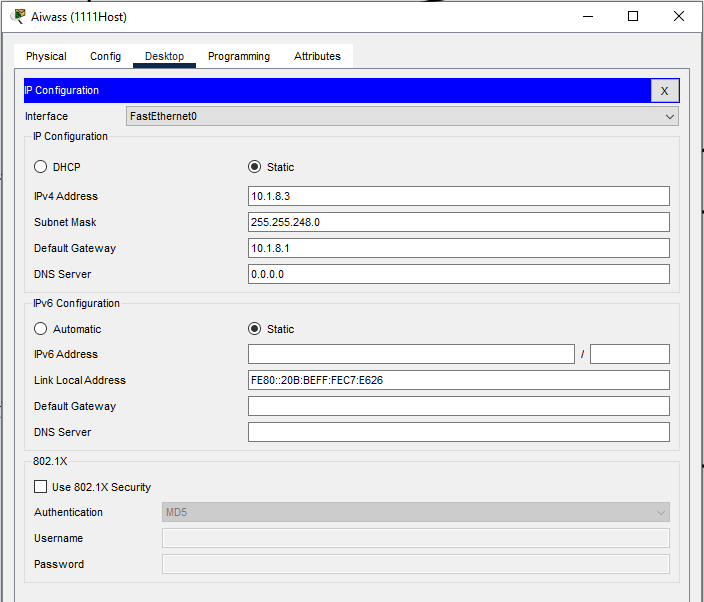 Aiwass (1111Host)
Physical Config Desktop Programming Attributes
IP Configuration X
Interface FastEthernet0
IP Configuration
DHCP Static
IPv4 Address 10.1.8.3
Subnet Mask 255.255.248.0
Default Gateway 10.1.8.1
DNS Server 0.0.0.0
IPv6 Configuration
Automatic Static
IPv6 Address /
Link Local Address FE80::20B:BEFF:FEC7:E626
Default Gateway
DNS Server
802.1X
Use 802.1X Security
Authentication MD5
Username
Password